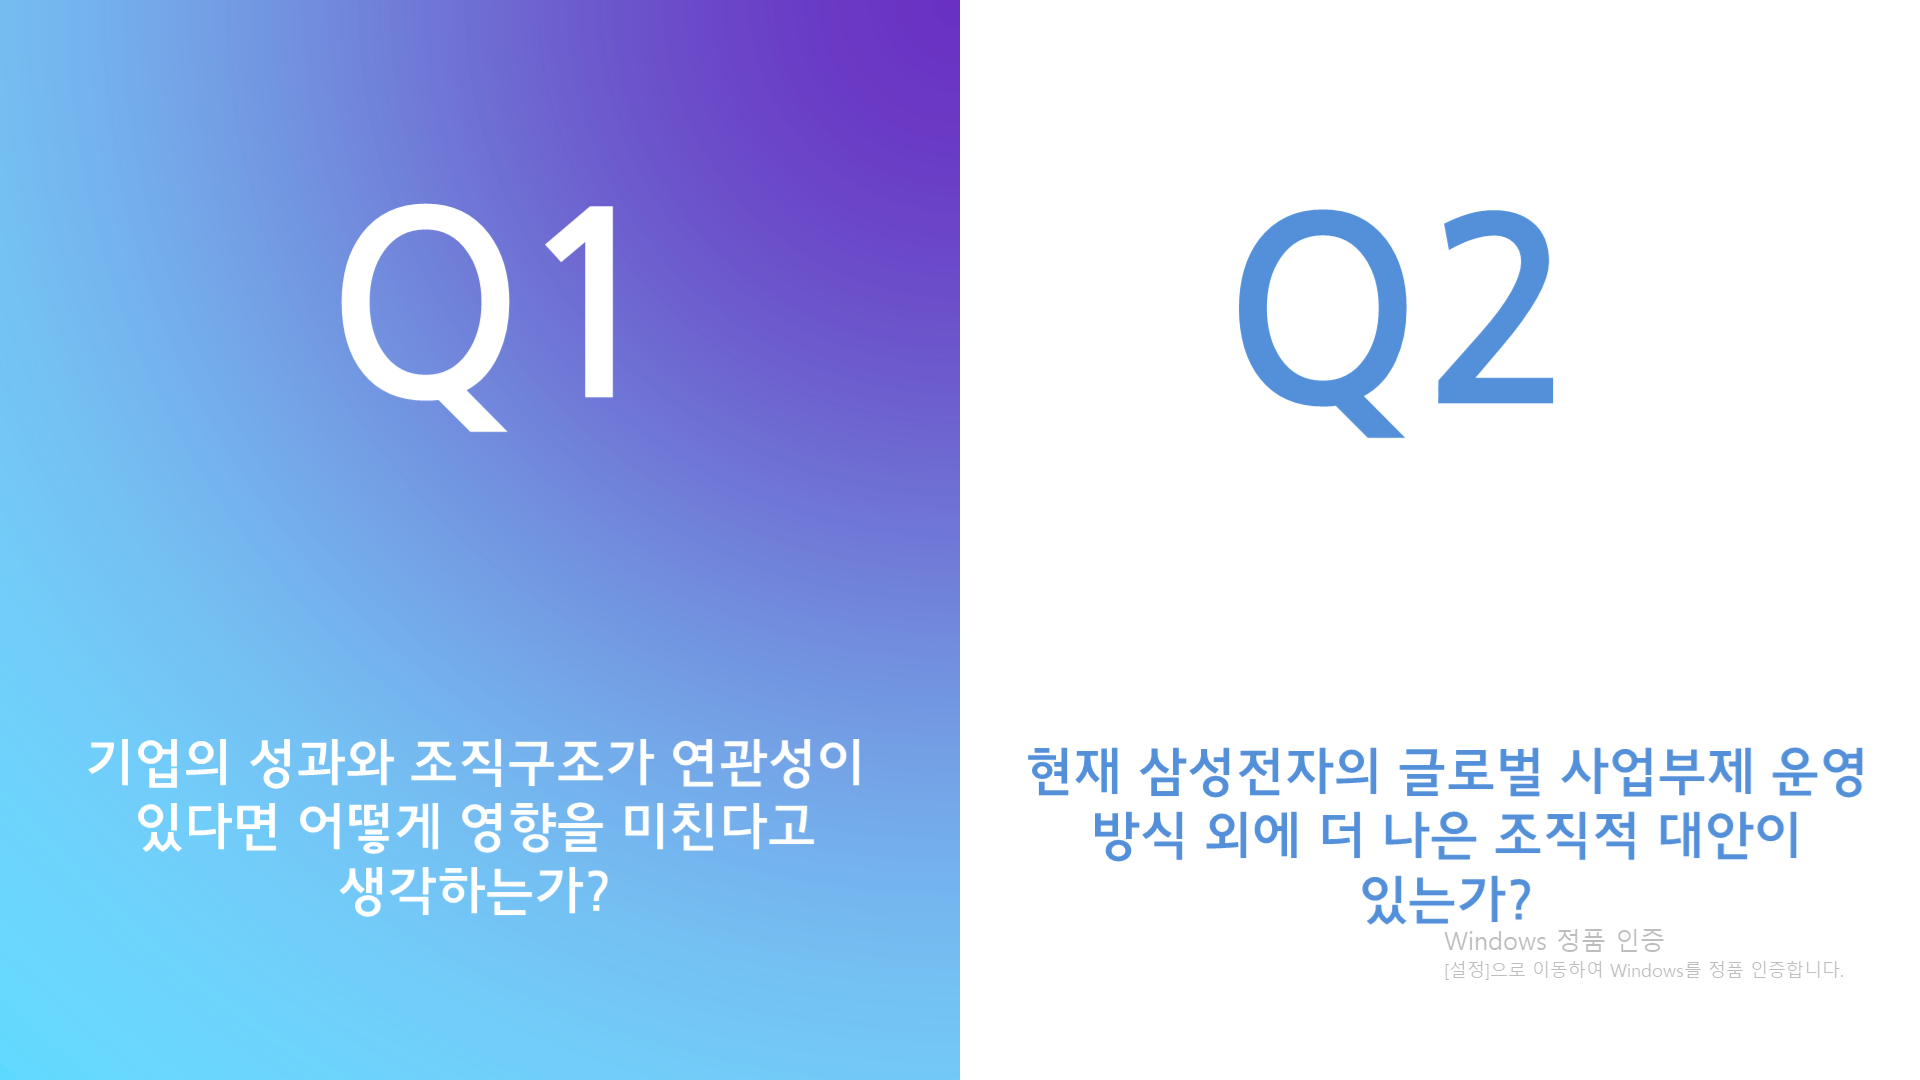 Q1
기업의 성과와 조직구조가 연관성이
있다면 어떻게 영향을 미친다고
생각하는가?
Q2
현재 삼성전자의 글로벌 사업부제 운영
방식 외에 더 나은 조직적 대안이
있는가?
Windows 정품 인증
[설정]으로 이동하여 Windows를 정품 인증합니다.